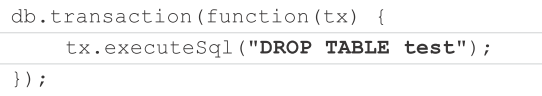 db.transaction(function(tx) {
    tx.executeSql("DROP TABLE test");
});